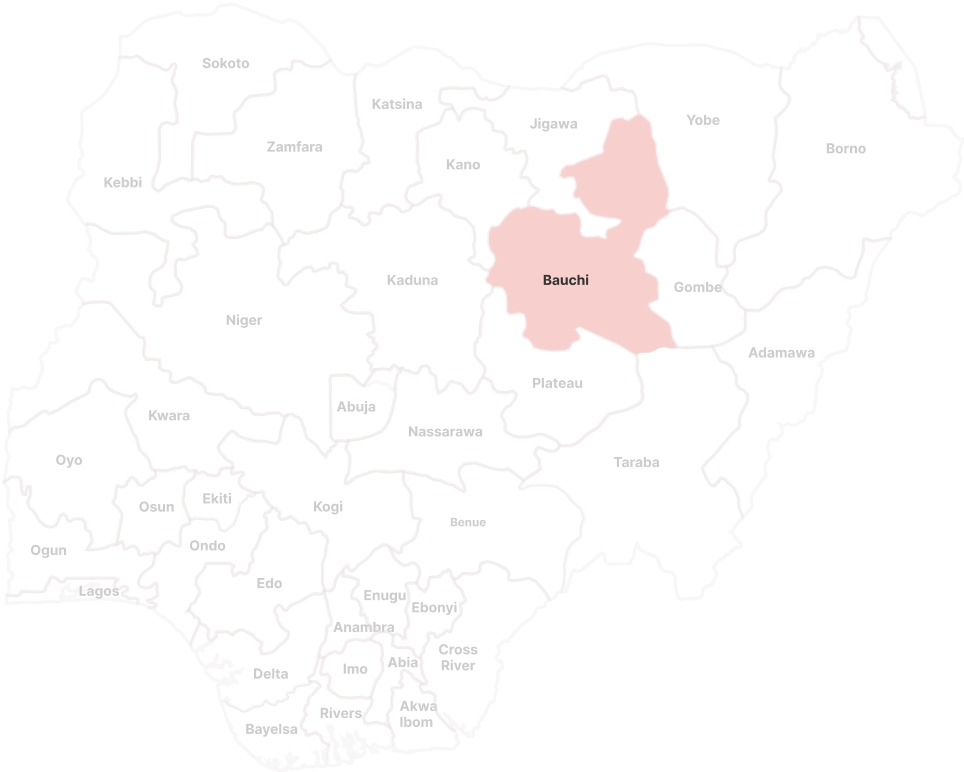 Sokoto
Katsina
Jigawa
Yobe
Borno
Zamfara
Kano
Kebbi
Kaduna
Bauchi
Gombe
Niger
Adamawa
Plateau
Abuja
Kwara
Nassarawa
Oyo
Taraba
Ekiti
Osun
Kogi
Benue
Ogun
Ondo
Edo
Lagos
Enugu
Ebonyi
Anambra
Cross
River
Delta
Imo
Abia
Rivers
Akwa
Ibom
Bayelsa